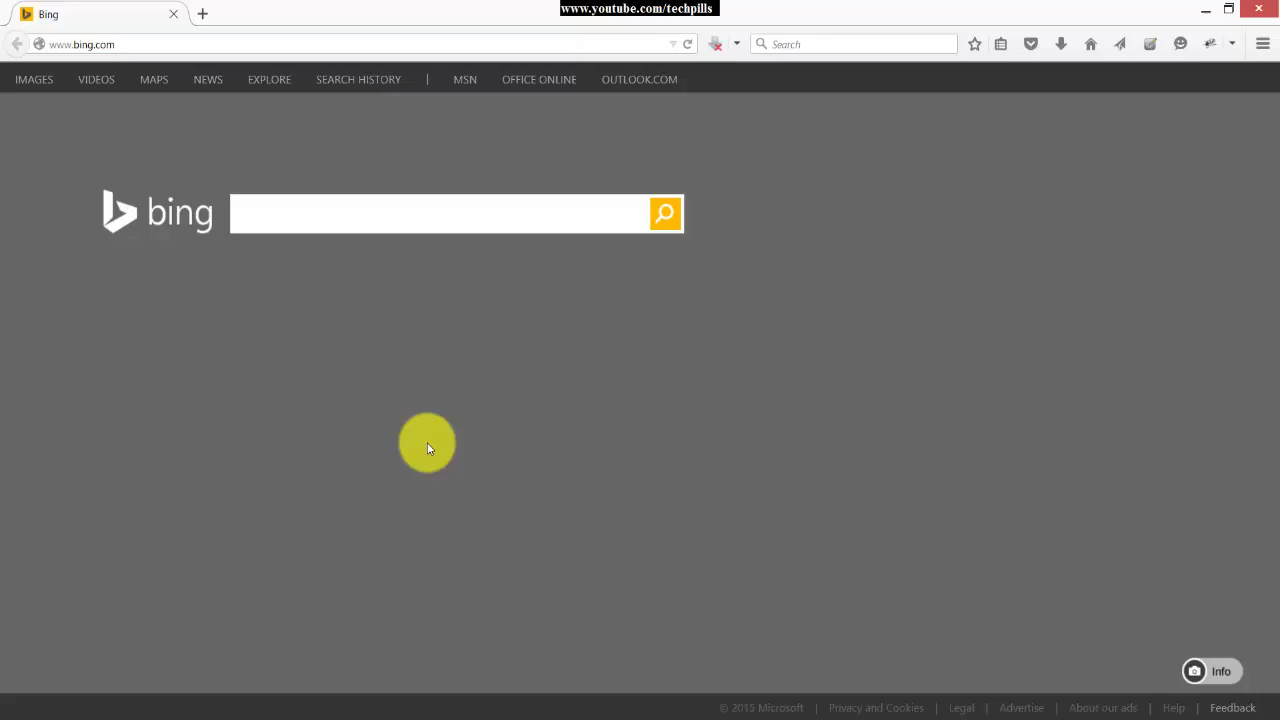 www.youtube.com/techpills
Bing
www.bing.com
Search
IMAGES VIDEOS MAPS NEWS EXPLORE SEARCH HISTORY | MSN OFFICE ONLINE OUTLOOK.COM
bing
Info
© 2015 Microsoft | Privacy and Cookies | Legal | Advertise | About our ads | Help | Feedback